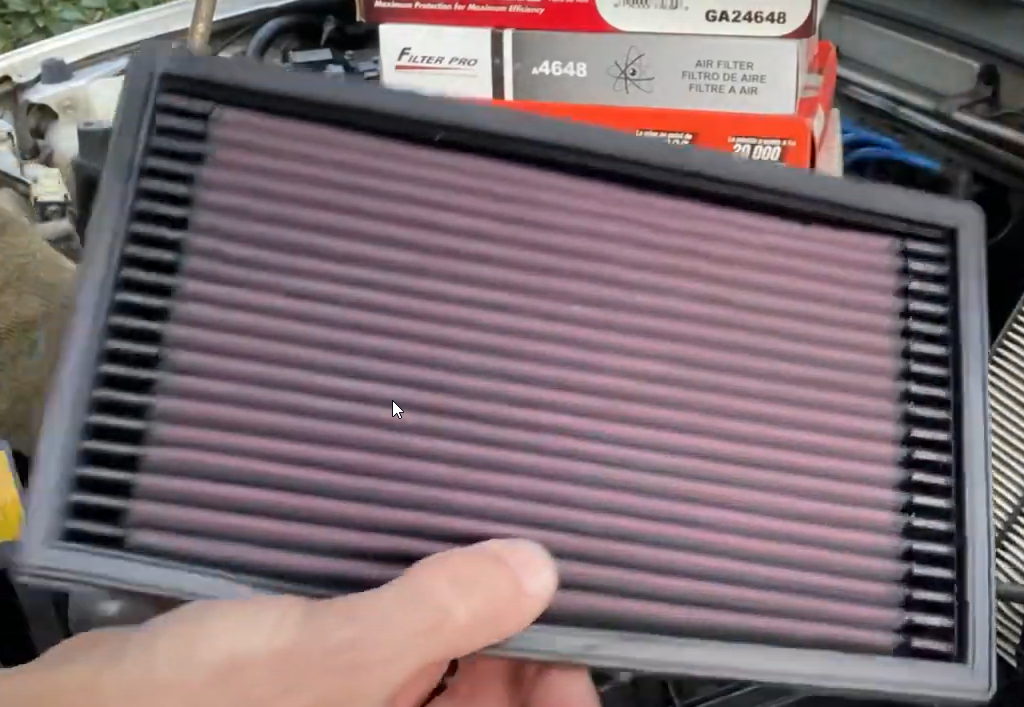 Maximum Protection for Maximum Efficiency
GA24648
FILTER PRO
A4648
AIR FILTER
FILTRO DE AIRE
FILTRE A AIR
20,000